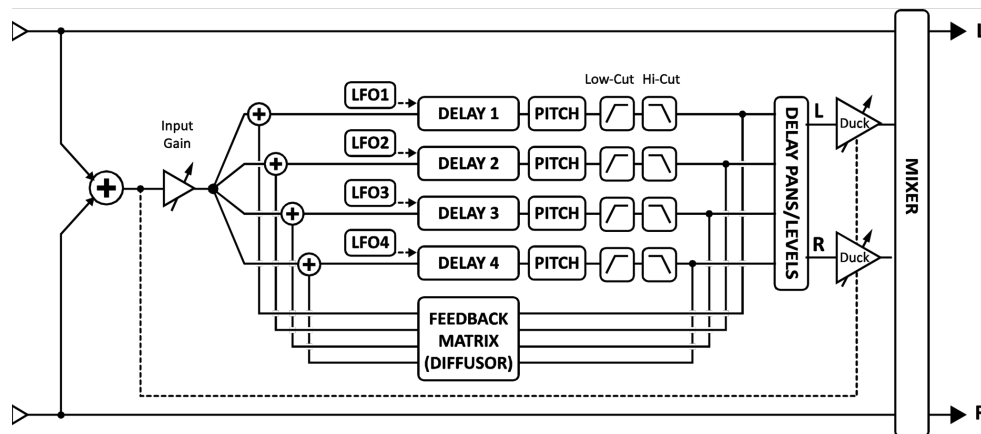 L
Low-Cut Hi-Cut
LFO1
DELAY 1 PITCH
L
Duck
Input
Gain
LFO2
DELAY 2 PITCH
LFO3
DELAY 3 PITCH
R
Duck
LFO4
DELAY 4 PITCH
DELAY PANS/LEVELS
MIXER
FEEDBACK
MATRIX
(DIFFUSOR)